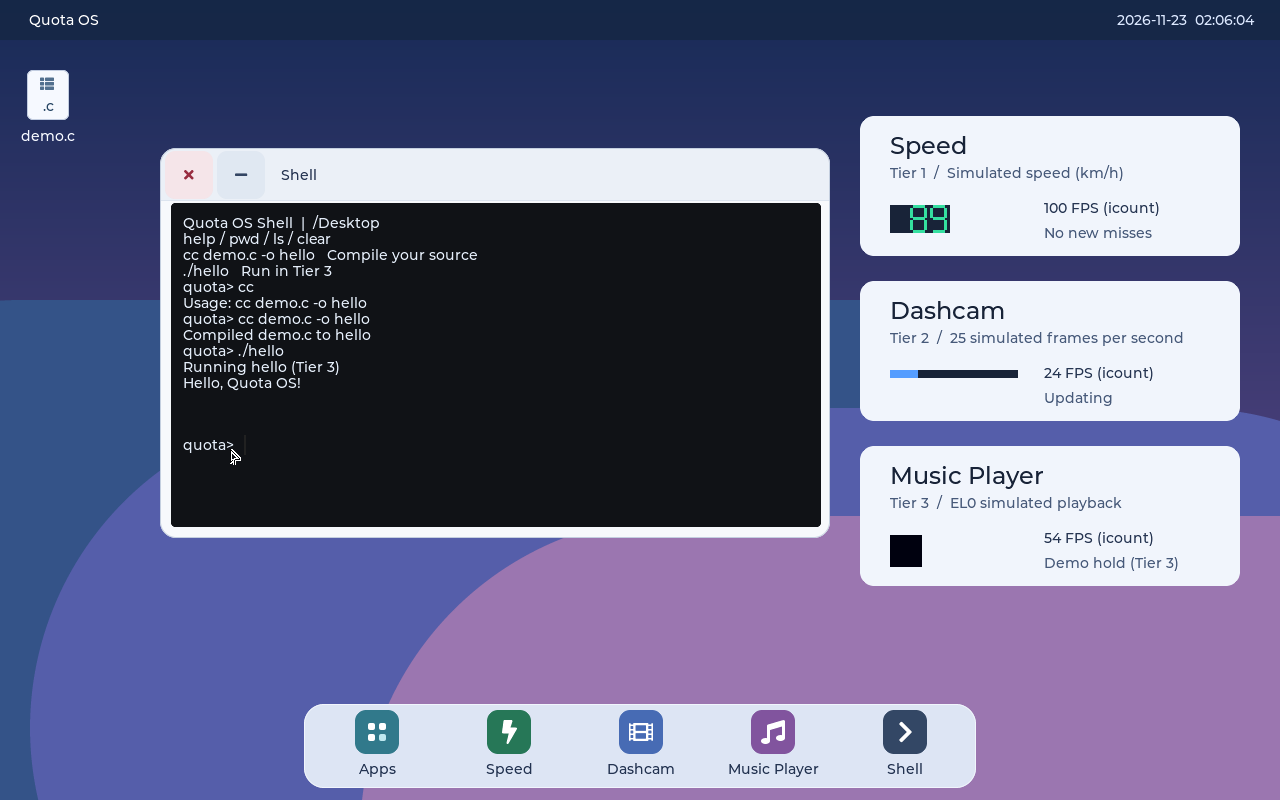 Quota OS
2026-11-23 02:06:04
.c
demo.c
Shell
Quota OS Shell | /Desktop
help / pwd / ls / clear
cc demo.c -o hello   Compile your source
./hello   Run in Tier 3
quota> cc
Usage: cc demo.c -o hello
quota> cc demo.c -o hello
Compiled demo.c to hello
quota> ./hello
Running hello (Tier 3)
Hello, Quota OS!
quota>
Speed
Tier 1 / Simulated speed (km/h)
89
100 FPS (icount)
No new misses
Dashcam
Tier 2 / 25 simulated frames per second
24 FPS (icount)
Updating
Music Player
Tier 3 / EL0 simulated playback
54 FPS (icount)
Demo hold (Tier 3)
Apps
Speed
Dashcam
Music Player
Shell